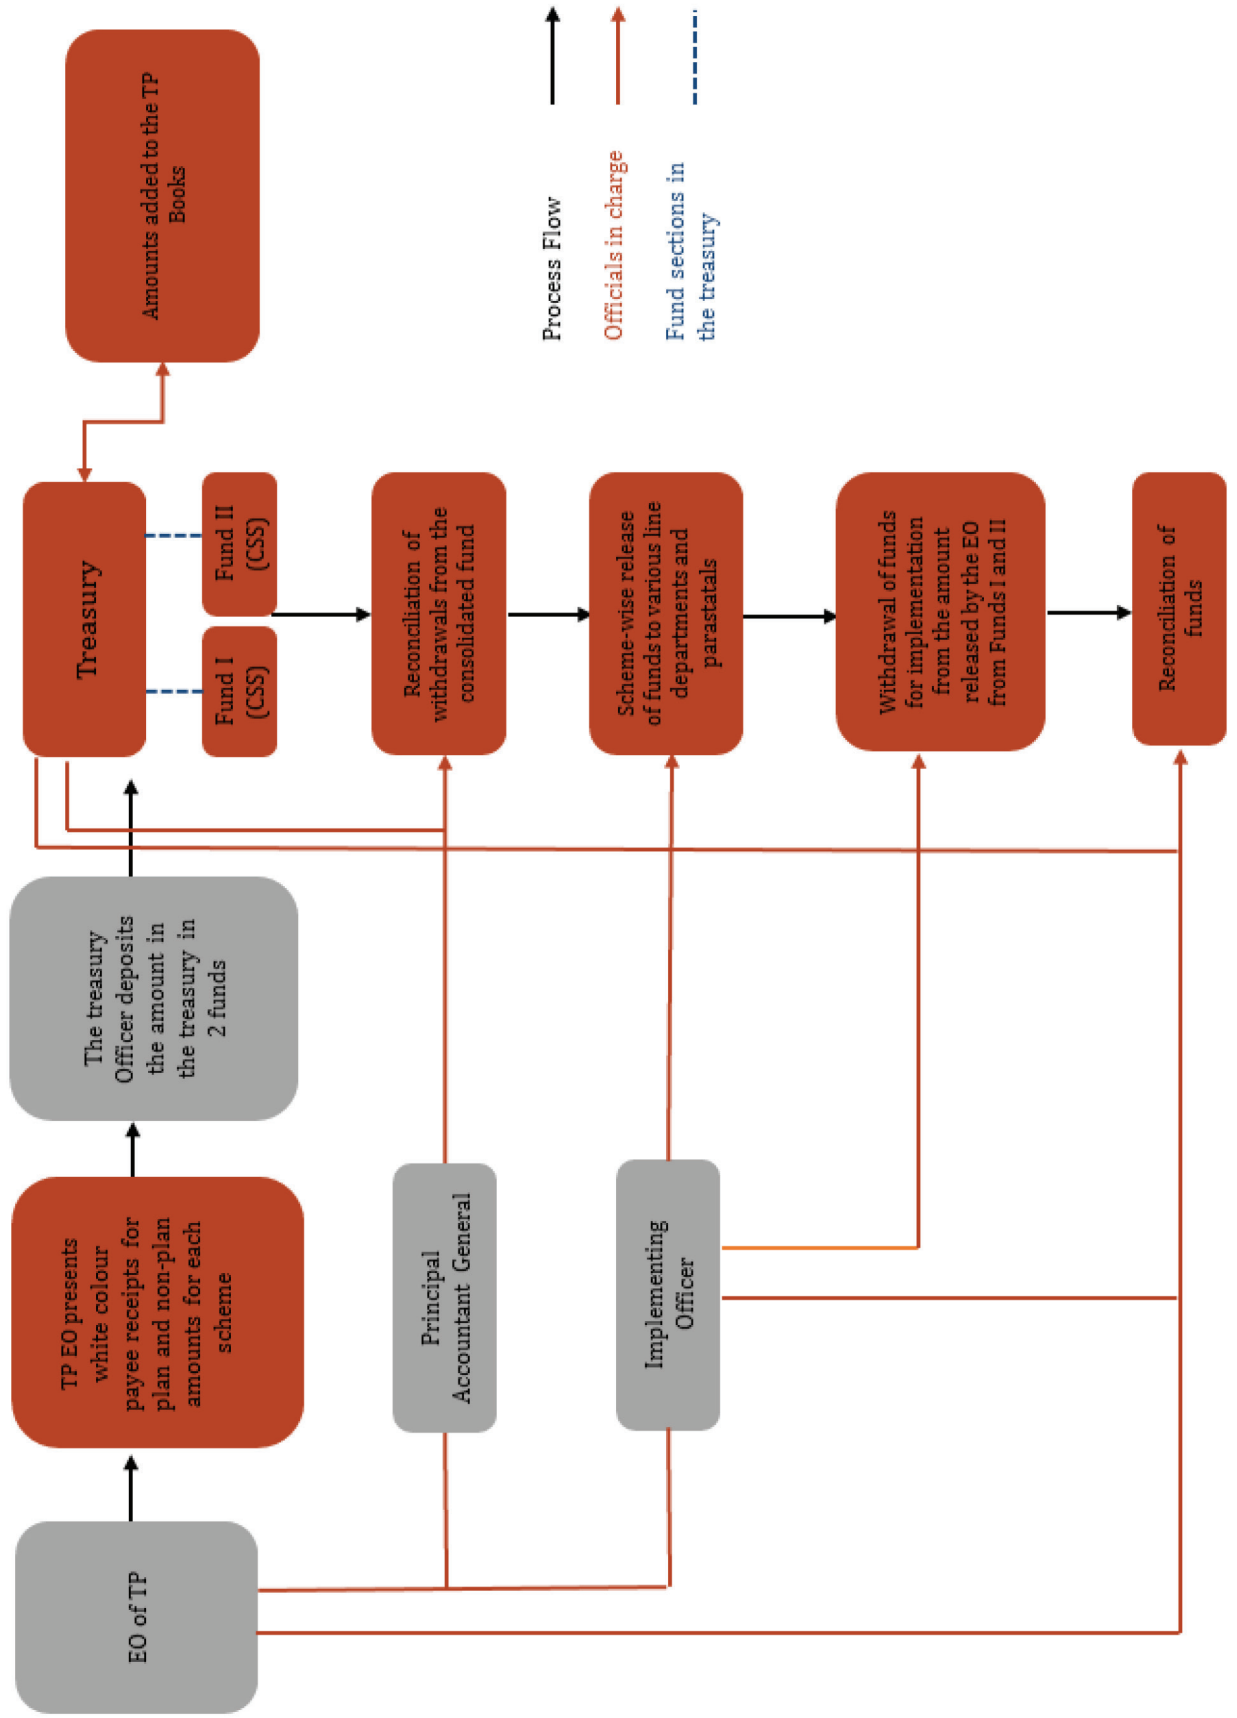 EO of TP
TP EO presents
white colour
payee receipts for
plan and non-plan
amounts for each
scheme
The treasury
Officer deposits
the amount in
the treasury in
2 funds
Treasury
Amounts added to the TP
Books
Fund I
(CSS)
Fund II
(CSS)
Principal
Accountant General
Reconciliation of
withdrawals from the
consolidated fund
Implementing
Officer
Scheme-wise release
of funds to various line
departments and
parastatals
Withdrawal of funds
for implementation
from the amount
released by the EO
from Funds I and II
Reconciliation of
funds
Process Flow
Officials in charge
Fund sections in
the treasury